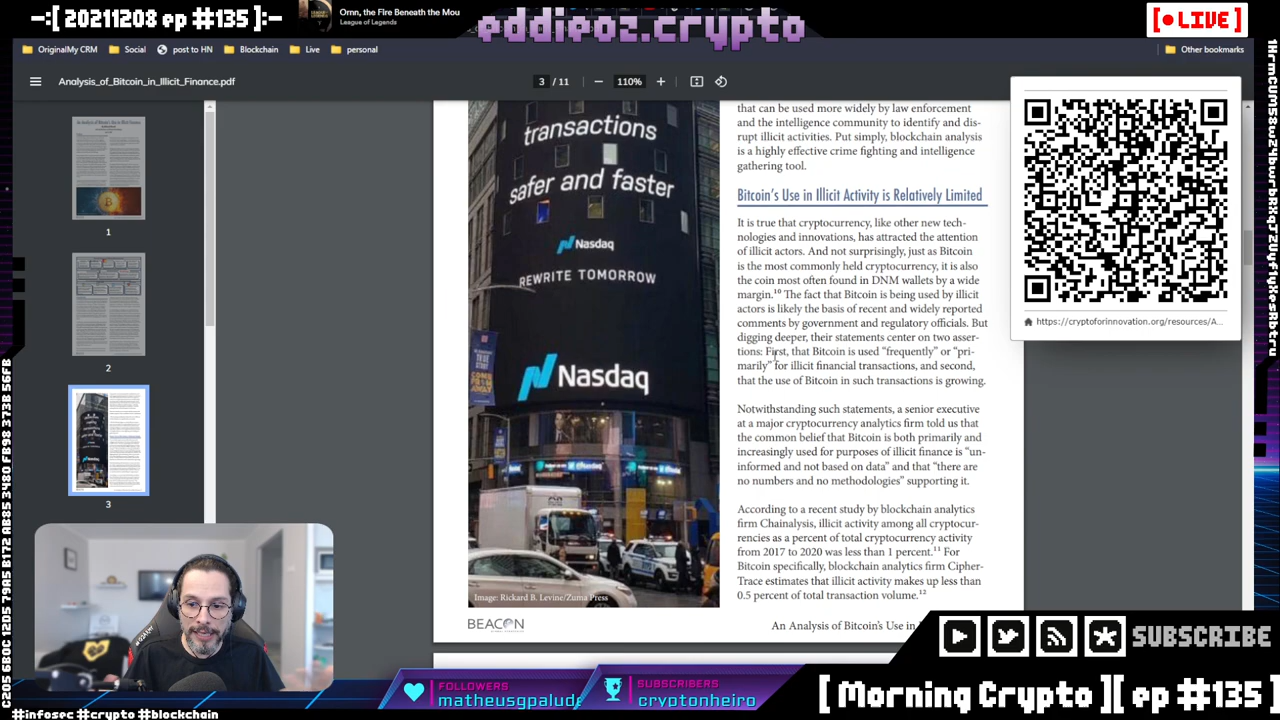 -:[ 20211208 ep #135 ]:-
Ornn, the Fire Beneath the Mou
League of Legends
eddieoz.crypto
[● LIVE]
OriginalMy CRM
Social
post to HN
Blockchain
Live
personal
Other bookmarks
Analysis_of_Bitcoin_in_Illicit_Finance.pdf
3 / 11
110%
1
2
3
transactions
safer and faster
Nasdaq
REWRITE TOMORROW
Nasdaq
Image: Rickard B. Levine/Zuma Press
that can be used more widely by law enforcement
and the intelligence community to identify and dis-
rupt illicit activities. Put simply, blockchain analysis
is a highly effective crime fighting and intelligence
gathering tool.
Bitcoin's Use in Illicit Activity is Relatively Limited
It is true that cryptocurrency, like other new tech-
nologies and innovations, has attracted the attention
of illicit actors. And not surprisingly, just as Bitcoin
is the most commonly held cryptocurrency, it is also
the coin most often found in DNM wallets by a wide
margin.¹⁰ The fact that Bitcoin is being used by illicit
actors is likely the basis of recent and widely reported
comments by government and regulatory officials. But
digging deeper, their statements center on two asser-
tions: First, that Bitcoin is used “frequently” or “pri-
marily” for illicit financial transactions, and second,
that the use of Bitcoin in such transactions is growing.
Notwithstanding such statements, a senior executive
at a major cryptocurrency analytics firm told us that
the common belief that Bitcoin is both primarily and
increasingly used for purposes of illicit finance is “un-
informed and not based on data” and that “there are
no numbers and no methodologies” supporting it.
According to a recent study by blockchain analytics
firm Chainalysis, illicit activity among all cryptocur-
rencies as a percent of total cryptocurrency activity
from 2017 to 2020 was less than 1 percent.¹¹ For
Bitcoin specifically, blockchain analytics firm Cipher-
Trace estimates that illicit activity makes up less than
0.5 percent of total transaction volume.¹²
BEACON
An Analysis of Bitcoin's Use in
https://cryptoforinnovation.org/resources/A...
SUBSCRIBE
FOLLOWERS
matheusgpalud
SUBSCRIBERS
cryptonheiro
[ Morning Crypto ][ ep #135 ]
#crypto #blockchain